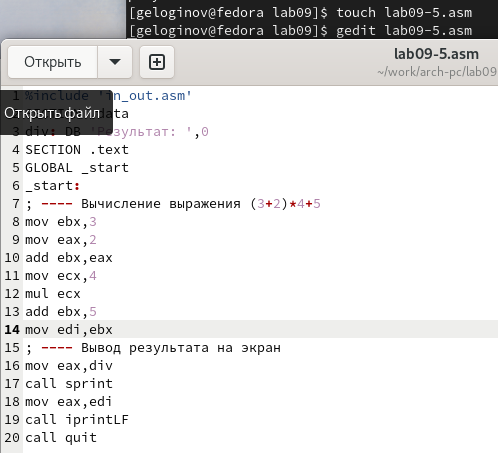 [geloginov@fedora lab09]$ touch lab09-5.asm
[geloginov@fedora lab09]$ gedit lab09-5.asm
Открыть
lab09-5.asm
~/work/arch-pc/lab09
Открыть файл
1 %include 'in_out.asm'
data
3 div: DB 'Результат: ',0
4 SECTION .text
5 GLOBAL _start
6 _start:
7 ; ---- Вычисление выражения (3+2)*4+5
8 mov ebx,3
9 mov eax,2
10 add ebx,eax
11 mov ecx,4
12 mul ecx
13 add ebx,5
14 mov edi,ebx
15 ; ---- Вывод результата на экран
16 mov eax,div
17 call sprint
18 mov eax,edi
19 call iprintLF
20 call quit